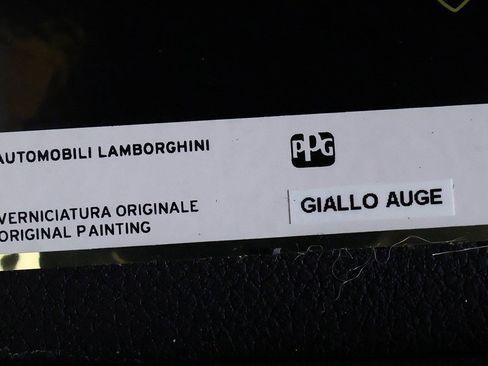 AUTOMOBILI LAMBORGHINI
PPG
VERNICIATURA ORIGINALE
ORIGINAL PAINTING
GIALLO AUGE